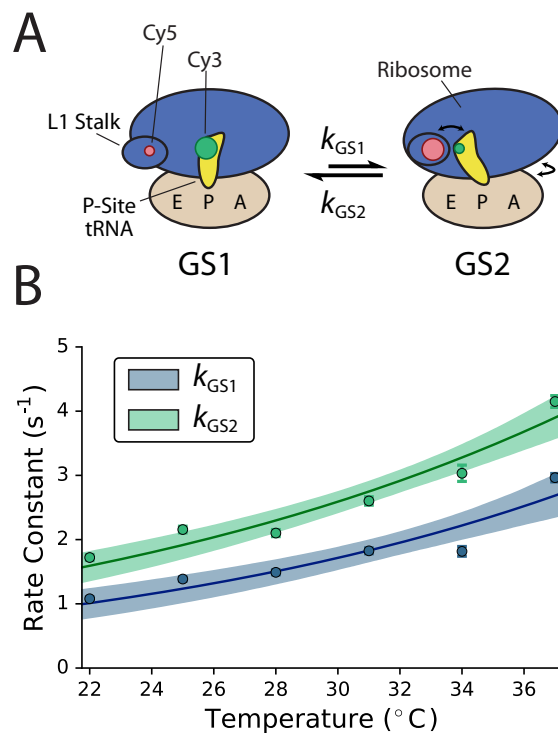 A
Cy5
Cy3
L1 Stalk
P-Site
tRNA
E P A
GS1
kGS1
kGS2
Ribosome
E P A
GS2
B
kGS1
kGS2
Rate Constant (s⁻¹)
5
4
3
2
1
0
22 24 26 28 30 32 34 36
Temperature (°C)